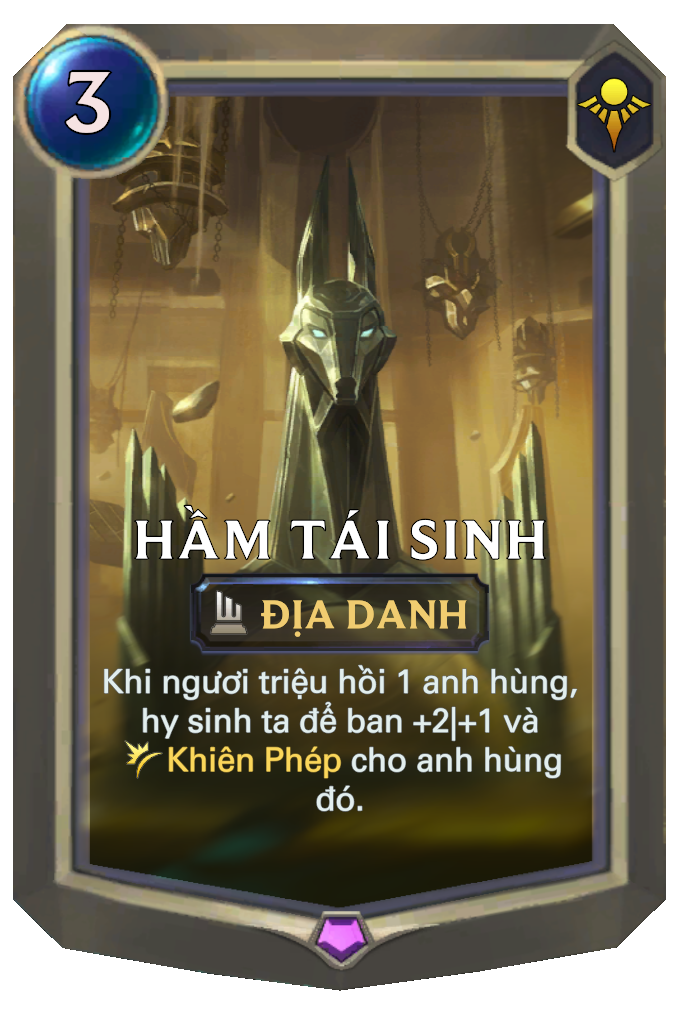 3
HẦM TÁI SINH
ĐỊA DANH
Khi ngươi triệu hồi 1 anh hùng,
hy sinh ta để ban +2|+1 và
Khiên Phép cho anh hùng
đó.